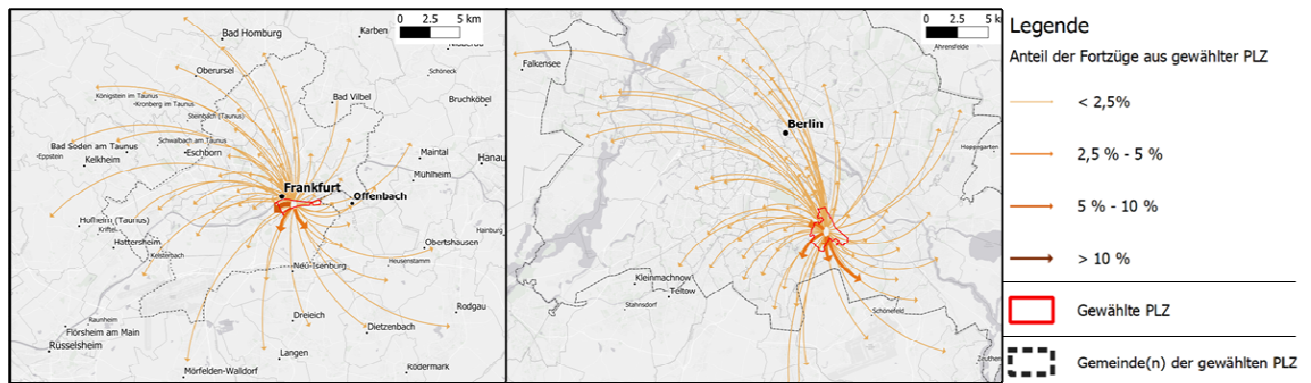 0 2.5 5 km
Bad Homburg
Karben
Oberursel
Schöneck
Königstein im Taunus
Kronberg im Taunus
Bad Vilbel
Bruchköbel
Steinbach (Taunus)
Bad Soden am Taunus
Schwalbach am Taunus
Eschborn
Eppstein
Kelkheim
Maintal
Hanau
Mühlheim
Frankfurt
Offenbach
Hofheim (Taunus)
Kriftel
Hainburg
Hattersheim
Obertshausen
Kelsterbach
Heusenstamm
Neu-Isenburg
Rodgau
Raunheim
Dreieich
Flörsheim am Main
Dietzenbach
Rüsselsheim
Langen
Mörfelden-Walldorf
Rödermark
0 2.5 5 k
Ahrensfelde
Falkensee
Berlin
Hoppegarten
Kleinmachnow
Teltow
Stahnsdorf
Schönefeld
Zeuthen
Legende
Anteil der Fortzüge aus gewählter PLZ
< 2,5%
2,5 % - 5 %
5 % - 10 %
> 10 %
Gewählte PLZ
Gemeinde(n) der gewählten PLZ